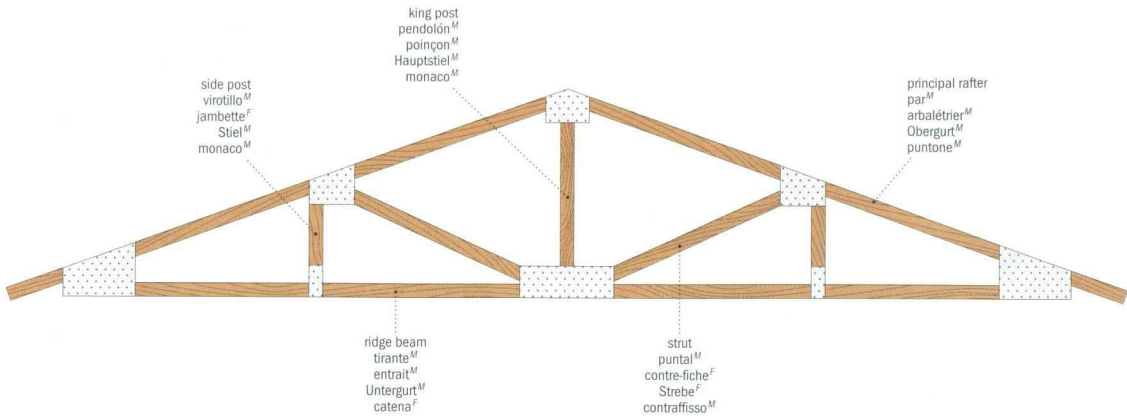 king post
pendolón M
poinçon M
Hauptstiel M
monaco M
side post
virotillo M
jambette F
Stiel M
monaco M
principal rafter
par M
arbalétrier M
Obergurt M
puntone M
ridge beam
tirante M
entrait M
Untergurt M
catena F
strut
puntal M
contre-fiche F
Strebe F
contraffisso M